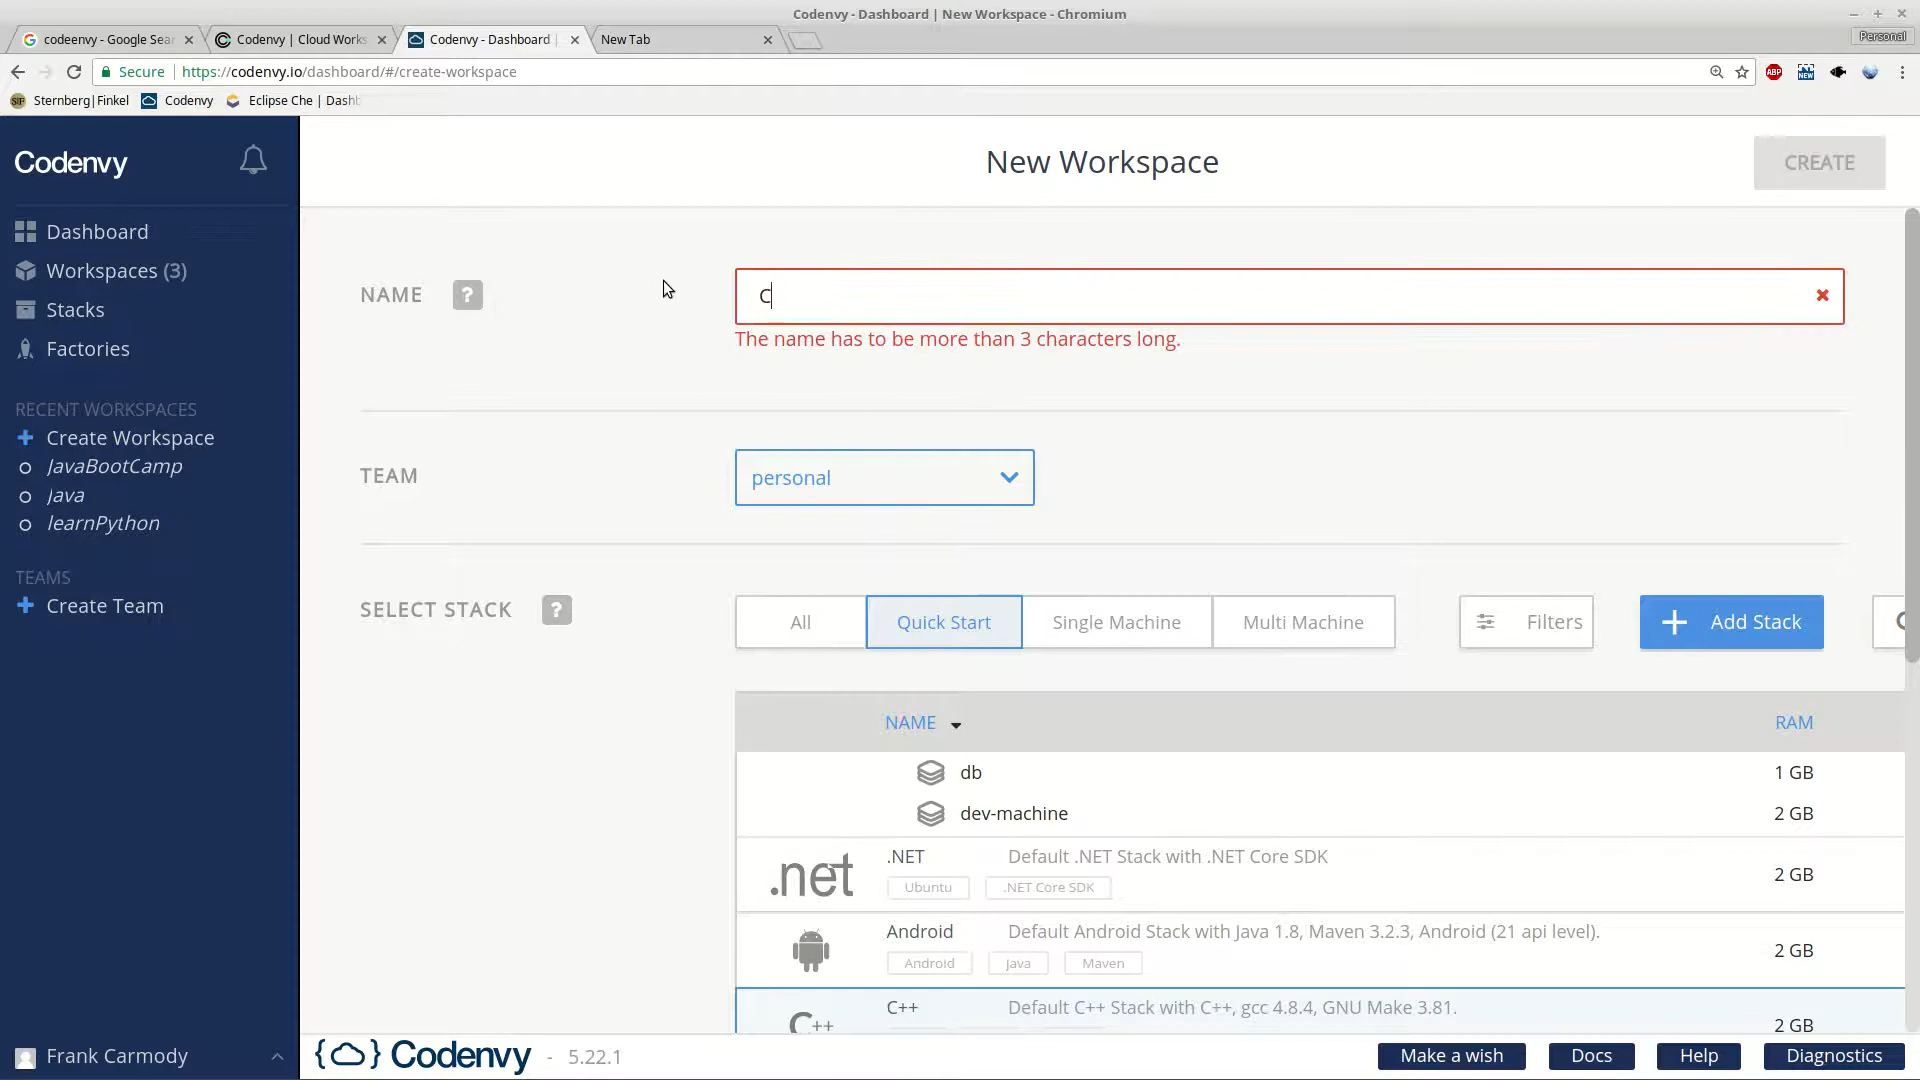 Codenvy - Dashboard | New Workspace - Chromium
codeenvy - Google Sear
Codenvy | Cloud Works
Codenvy - Dashboard |
New Tab
Personal
Secure
https://codenvy.io/dashboard/#/create-workspace
ABP
NEW
SIF
Sternberg|Finkel
Codenvy
Eclipse Che | Dashb
Codenvy
New Workspace
CREATE
Dashboard
Workspaces (3)
Stacks
Factories
NAME
?
C
The name has to be more than 3 characters long.
RECENT WORKSPACES
Create Workspace
JavaBootCamp
Java
learnPython
TEAM
personal
TEAMS
Create Team
SELECT STACK
?
All
Quick Start
Single Machine
Multi Machine
Filters
Add Stack
NAME
RAM
db
1 GB
dev-machine
2 GB
.net
.NET
Default .NET Stack with .NET Core SDK
Ubuntu
.NET Core SDK
2 GB
Android
Default Android Stack with Java 1.8, Maven 3.2.3, Android (21 api level).
Android
Java
Maven
2 GB
C++
C++
Default C++ Stack with C++, gcc 4.8.4, GNU Make 3.81.
2 GB
Frank Carmody
{ } Codenvy - 5.22.1
Make a wish
Docs
Help
Diagnostics